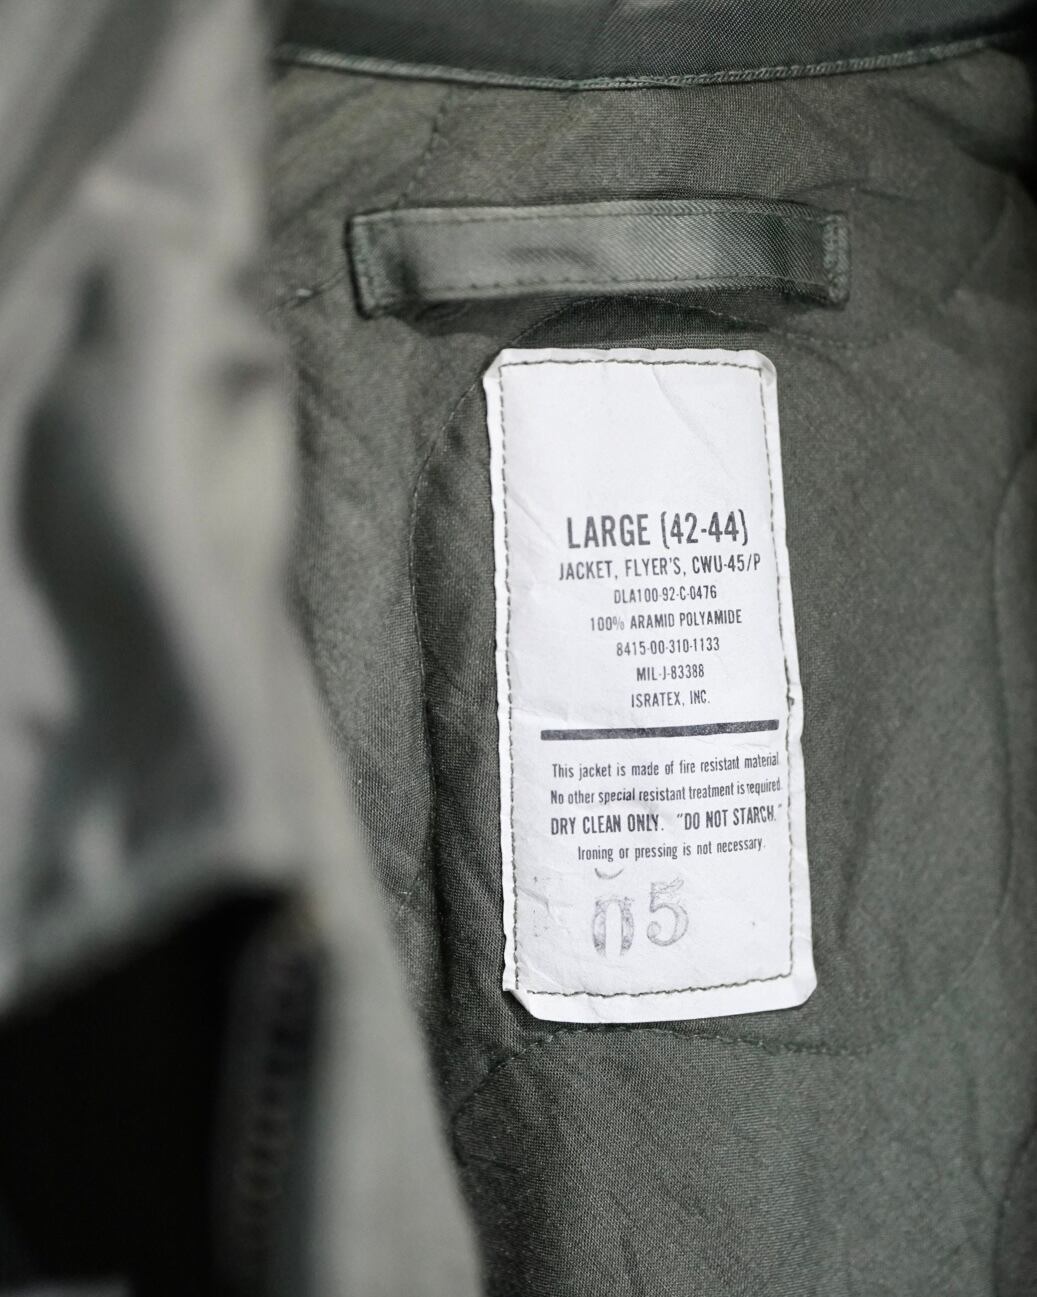 LARGE (42-44)
JACKET, FLYER'S, CWU-45/P
DLA100-92-C-0476
100% ARAMID POLYAMIDE
8415-00-310-1133
MIL-J-83388
ISRATEX, INC.
This jacket is made of fire resistant material
No other special resistant treatment is required.
DRY CLEAN ONLY. "DO NOT STARCH."
Ironing or pressing is not necessary.
05